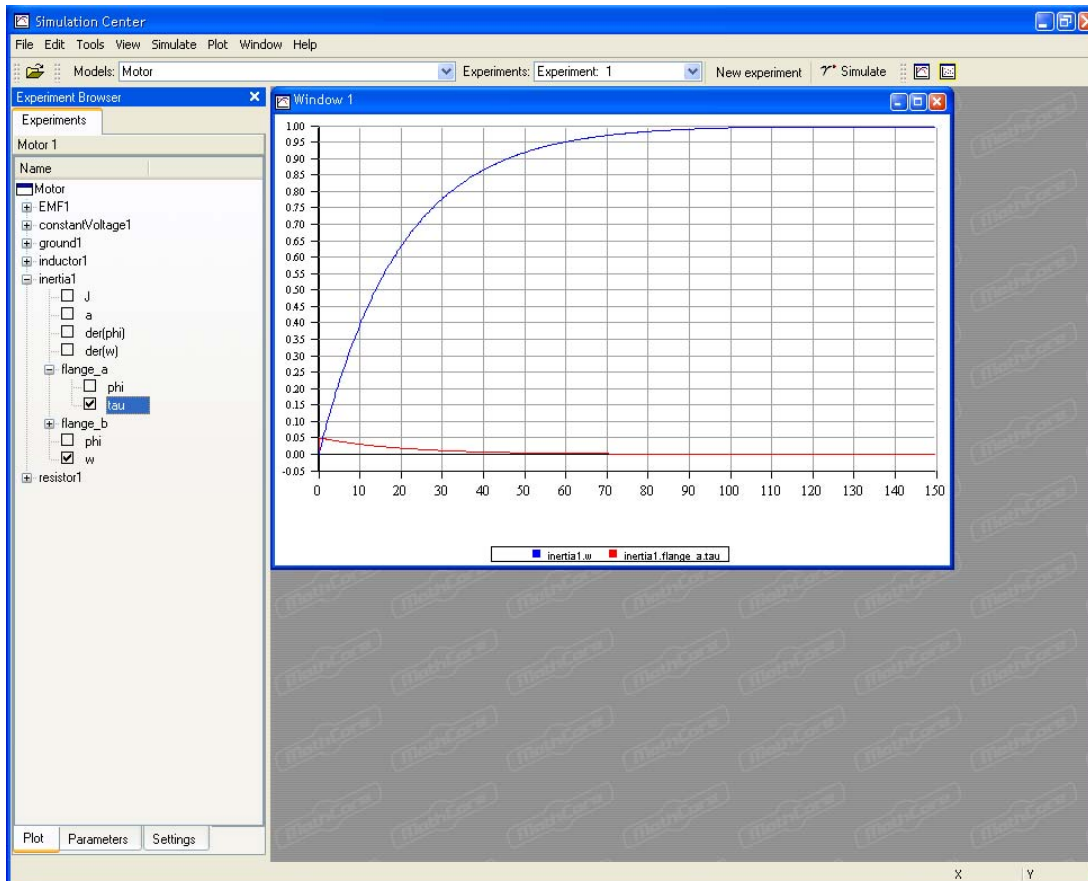 Simulation Center
File Edit Tools View Simulate Plot Window Help
Models: Motor Experiments: Experiment: 1 New experiment Simulate
Experiment Browser
Experiments
Motor 1
Name
Motor
EMF1
constantVoltage1
ground1
inductor1
inertia1
J
a
der(phi)
der(w)
flange_a
phi
tau
flange_b
phi
w
resistor1
Plot Parameters Settings
Window 1
1.00
0.95
0.90
0.85
0.80
0.75
0.70
0.65
0.60
0.55
0.50
0.45
0.40
0.35
0.30
0.25
0.20
0.15
0.10
0.05
0.00
-0.05
0 10 20 30 40 50 60 70 80 90 100 110 120 130 140 150
inertia1.w inertia1.flange_a.tau
MathCore
X Y